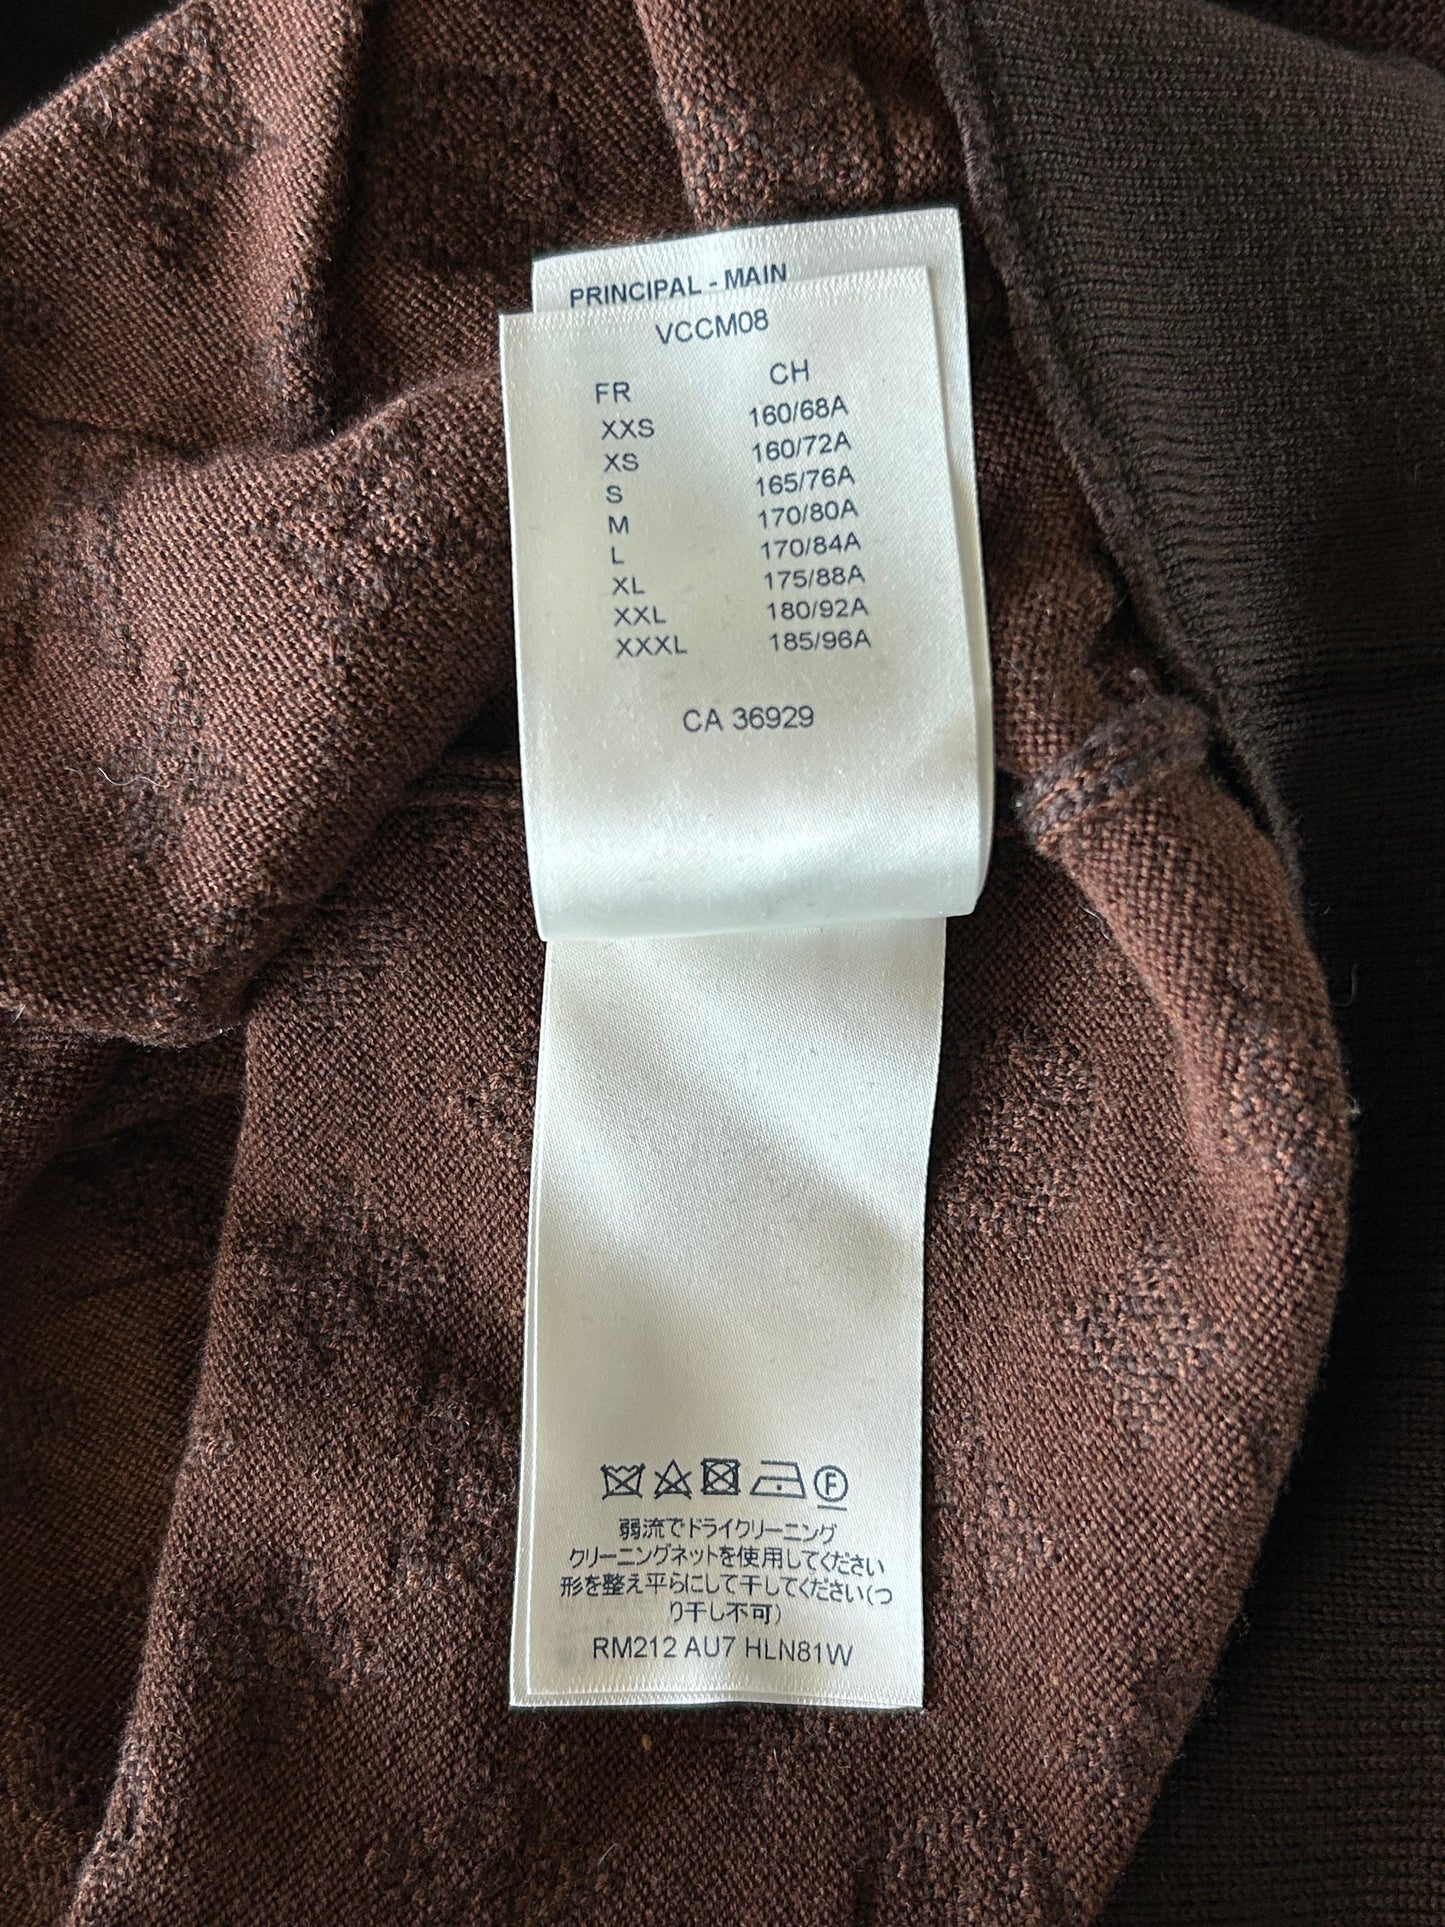 PRINCIPAL - MAIN
VCCM08
FR CH
XXS 160/68A
XS 160/72A
S 165/76A
M 170/80A
L 170/84A
XL 175/88A
XXL 180/92A
XXXL 185/96A
CA 36929
F
弱流でドライクリーニング
クリーニングネットを使用してください
形を整え平らにして干してください(つ
り干し不可)
RM212 AU7 HLN81W